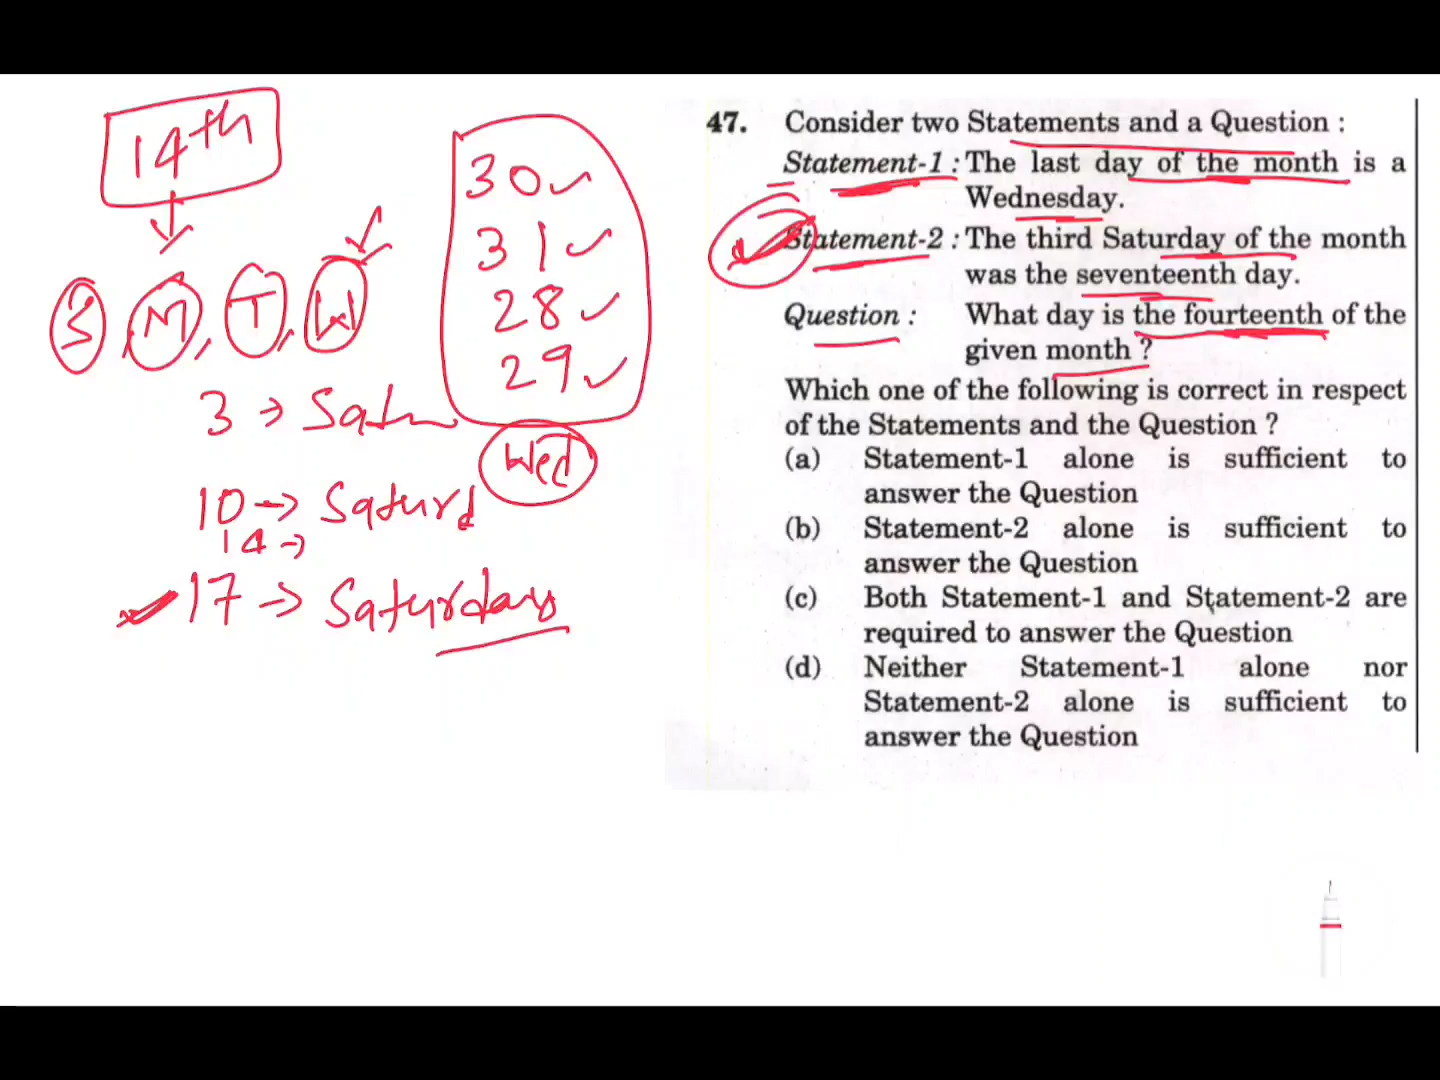 14th
3, M, T, W
3 → Satu
10 → Saturd
14 →
17 → Saturdays
30
31
28
29
Wed
47. Consider two Statements and a Question :
Statement-1 : The last day of the month is a
Wednesday.
Statement-2 : The third Saturday of the month
was the seventeenth day.
Question : What day is the fourteenth of the
given month ?
Which one of the following is correct in respect
of the Statements and the Question ?
(a) Statement-1 alone is sufficient to
answer the Question
(b) Statement-2 alone is sufficient to
answer the Question
(c) Both Statement-1 and Statement-2 are
required to answer the Question
(d) Neither Statement-1 alone nor
Statement-2 alone is sufficient to
answer the Question